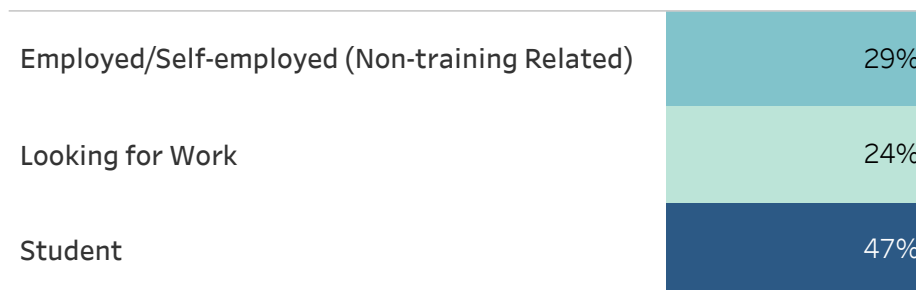 Employed/Self-employed (Non-training Related) 29%
Looking for Work 24%
Student 47%